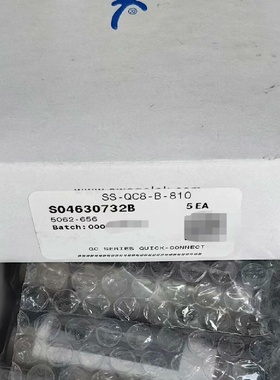 SS-QC8-B-810
S04630732B 5 EA
5062-656
Batch:000
QC SERIES QUICK-CONNECT